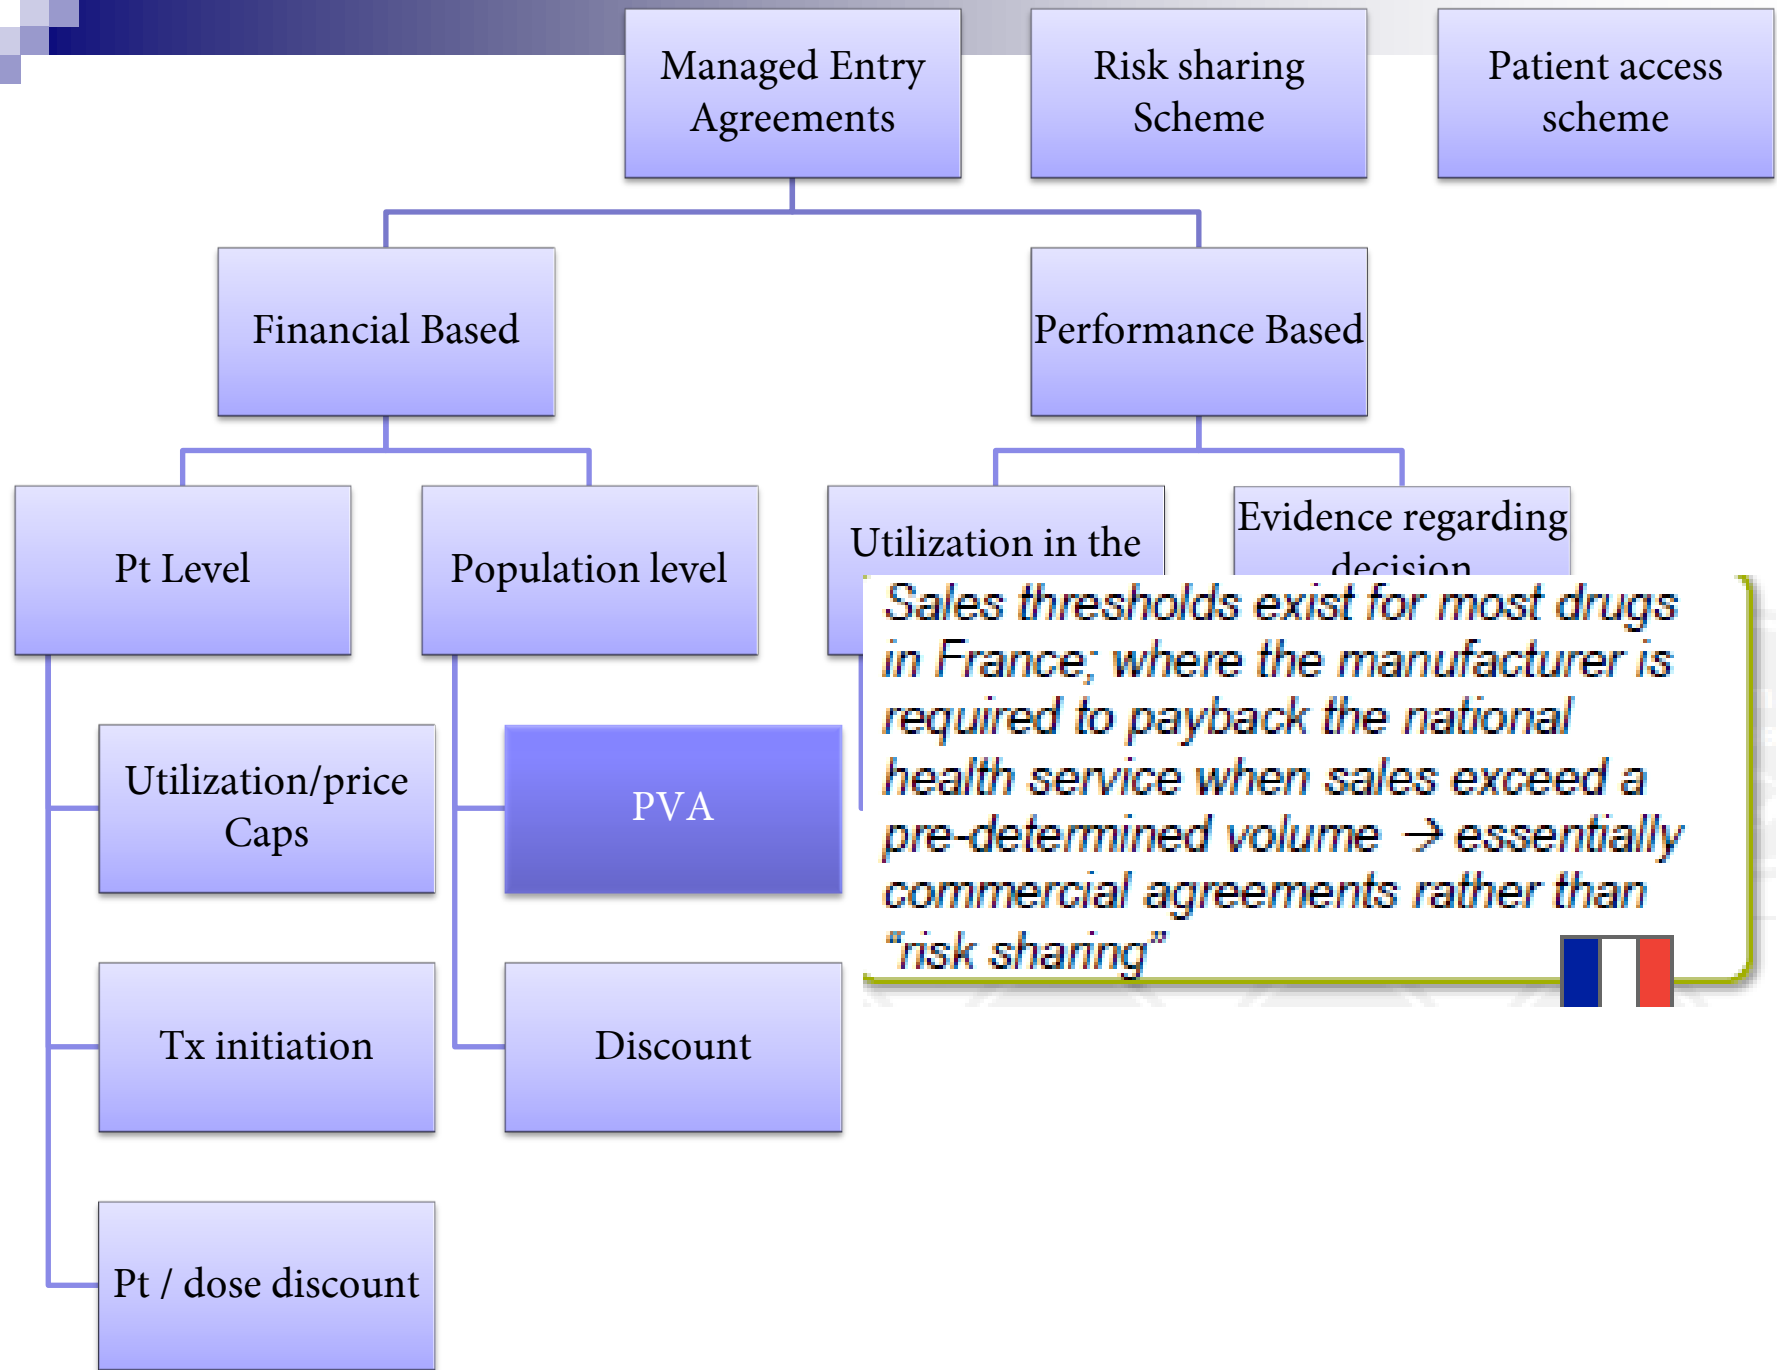 Managed Entry
Agreements
Risk sharing
Scheme
Patient access
scheme
Financial Based
Performance Based
Pt Level
Population level
Utilization in the
Evidence regarding
decision
Utilization/price
Caps
PVA
Tx initiation
Discount
Pt / dose discount
Sales thresholds exist for most drugs
in France; where the manufacturer is
required to payback the national
health service when sales exceed a
pre-determined volume → essentially
commercial agreements rather than
“risk sharing”